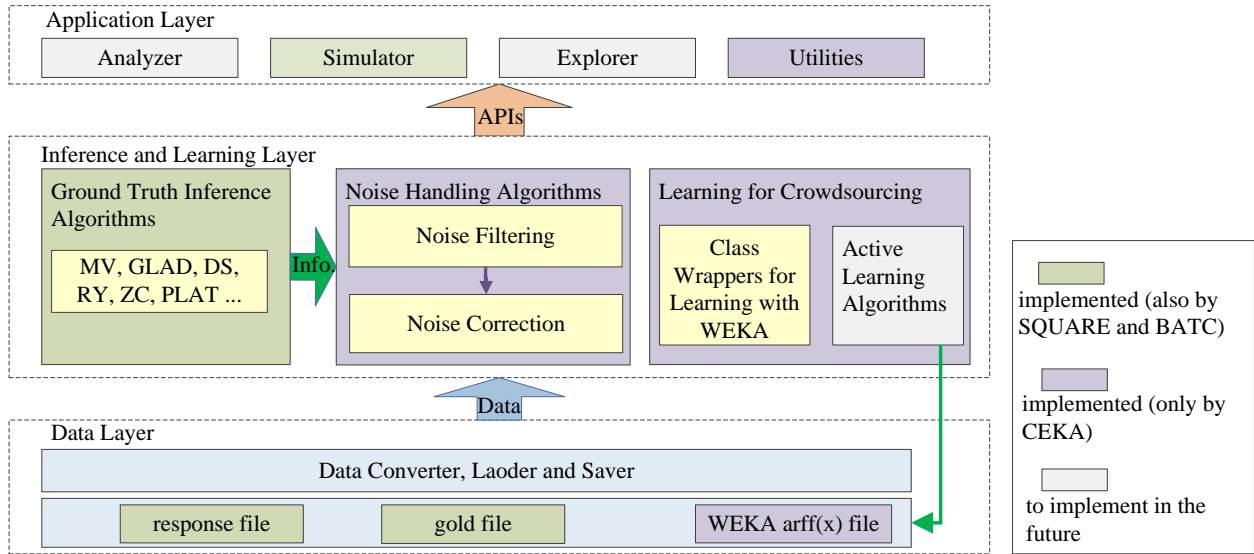 Application Layer
Analyzer
Simulator
Explorer
Utilities
APIs
Inference and Learning Layer
Ground Truth Inference
Algorithms
MV, GLAD, DS,
RY, ZC, PLAT ...
Info.
Noise Handling Algorithms
Noise Filtering
Noise Correction
Learning for Crowdsourcing
Class
Wrappers for
Learning with
WEKA
Active
Learning
Algorithms
Data
Data Layer
Data Converter, Laoder and Saver
response file
gold file
WEKA arff(x) file
implemented (also by
SQUARE and BATC)
implemented (only by
CEKA)
to implement in the
future